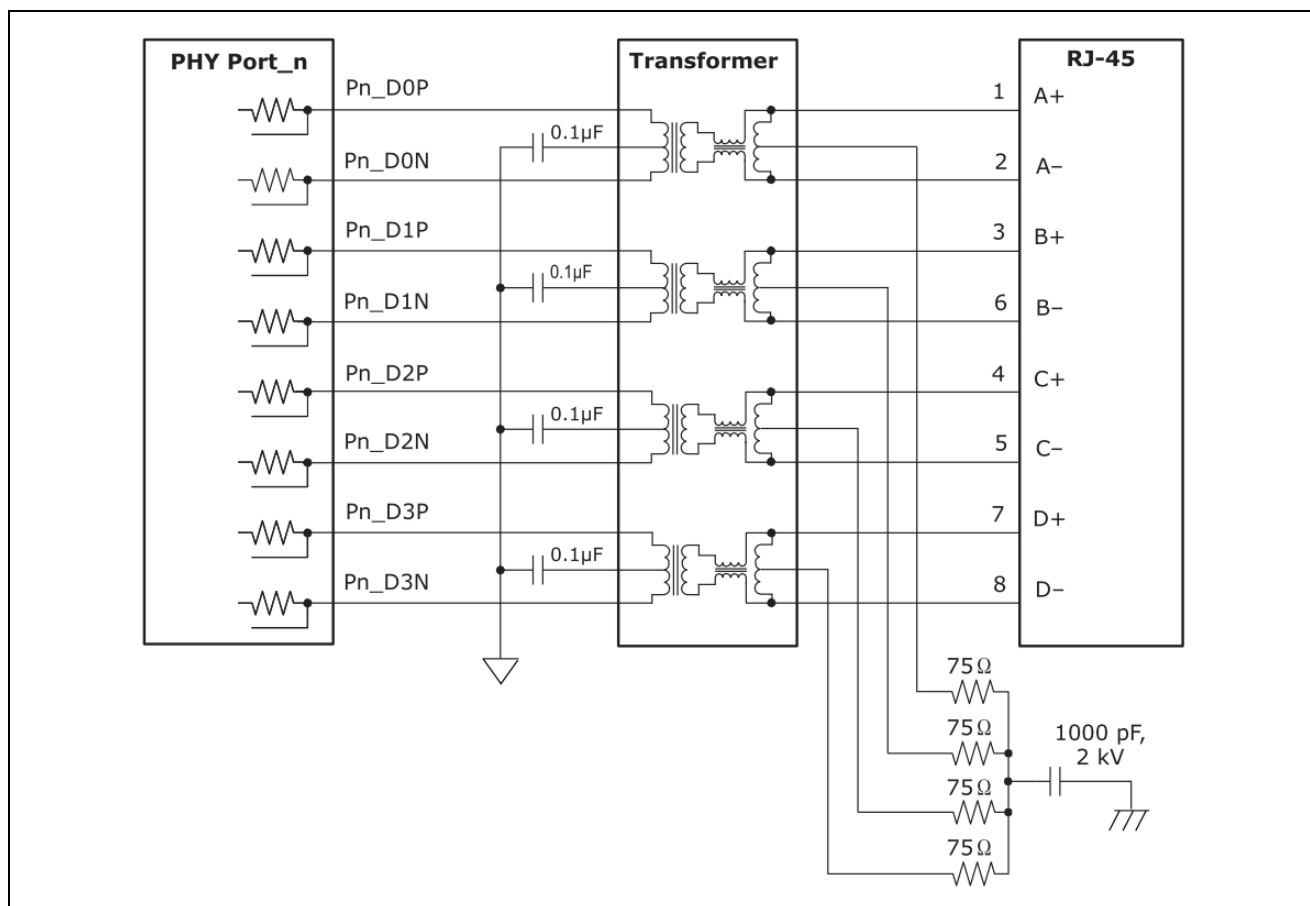 PHY Port_n
Transformer
RJ-45
Pn_D0P
0.1µF
1
A+
Pn_D0N
2
A–
Pn_D1P
0.1µF
3
B+
Pn_D1N
6
B–
Pn_D2P
0.1µF
4
C+
Pn_D2N
5
C–
Pn_D3P
0.1µF
7
D+
Pn_D3N
8
D–
75Ω
75Ω
75Ω
75Ω
1000 pF,
2 kV